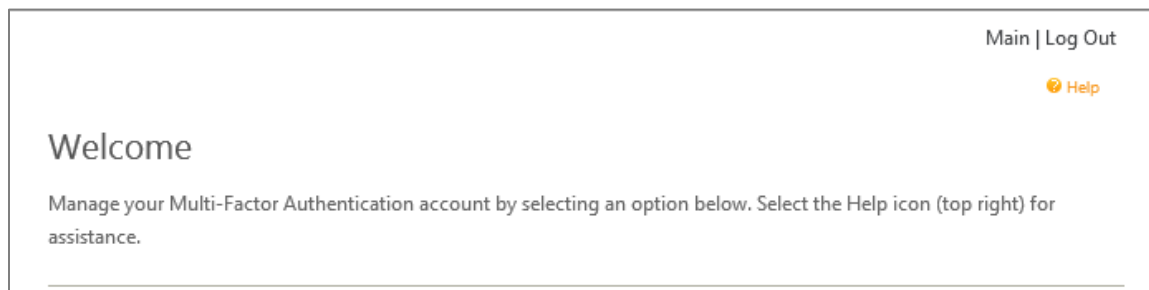 Main | Log Out
Help
Welcome
Manage your Multi-Factor Authentication account by selecting an option below. Select the Help icon (top right) for
assistance.